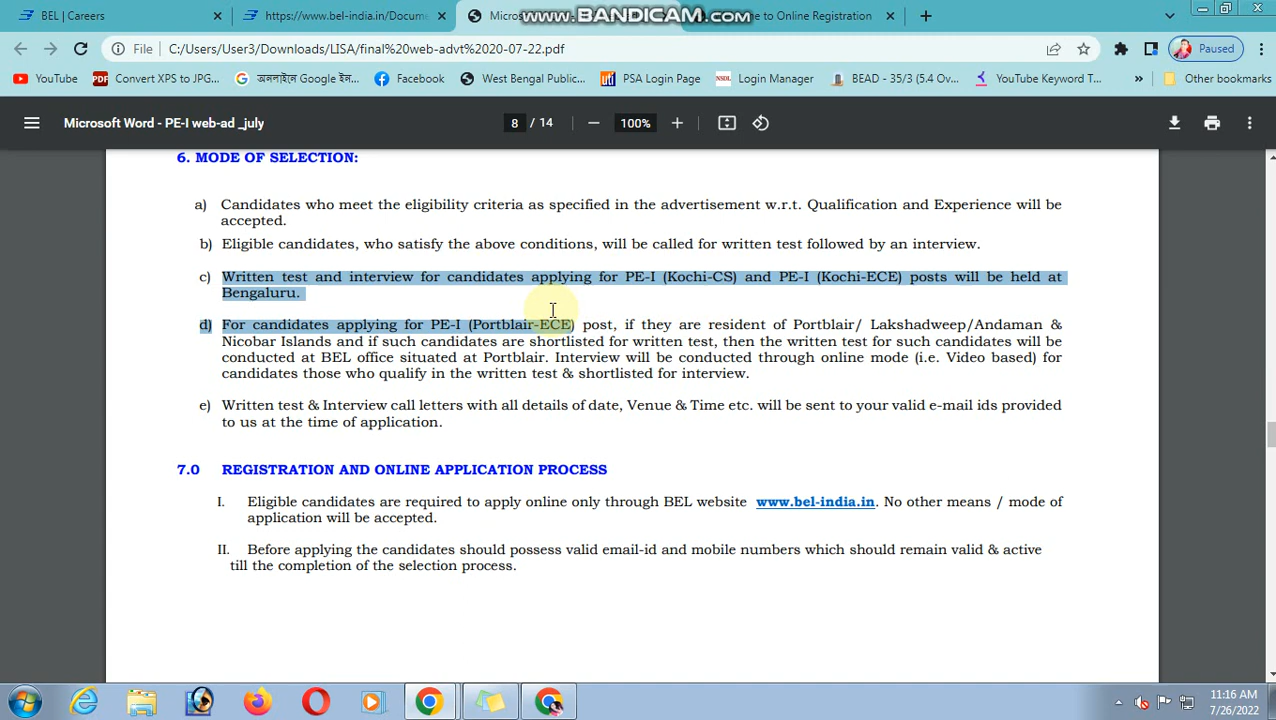 BEL | Careers
https://www.bel-india.in/Docume
Micros
www.BANDICAM.com
e to Online Registration
File
C:/Users/User3/Downloads/LISA/final%20web-advt%2020-07-22.pdf
Paused
YouTube
PDF
Convert XPS to JPG...
অনলাইনে Google ইন...
Facebook
West Bengal Public...
uti
PSA Login Page
NSDL
Login Manager
BEAD - 35/3 (5.4 Ov...
YouTube Keyword T...
»
Other bookmarks
Microsoft Word - PE-I web-ad _july
8 / 14
100%
6. MODE OF SELECTION:
a) Candidates who meet the eligibility criteria as specified in the advertisement w.r.t. Qualification and Experience will be
accepted.
b) Eligible candidates, who satisfy the above conditions, will be called for written test followed by an interview.
c) Written test and interview for candidates applying for PE-I (Kochi-CS) and PE-I (Kochi-ECE) posts will be held at
Bengaluru.
d) For candidates applying for PE-I (Portblair-ECE) post, if they are resident of Portblair/ Lakshadweep/Andaman &
Nicobar Islands and if such candidates are shortlisted for written test, then the written test for such candidates will be
conducted at BEL office situated at Portblair. Interview will be conducted through online mode (i.e. Video based) for
candidates those who qualify in the written test & shortlisted for interview.
e) Written test & Interview call letters with all details of date, Venue & Time etc. will be sent to your valid e-mail ids provided
to us at the time of application.
7.0 REGISTRATION AND ONLINE APPLICATION PROCESS
I. Eligible candidates are required to apply online only through BEL website www.bel-india.in. No other means / mode of
application will be accepted.
II. Before applying the candidates should possess valid email-id and mobile numbers which should remain valid & active
till the completion of the selection process.
11:16 AM
7/26/2022